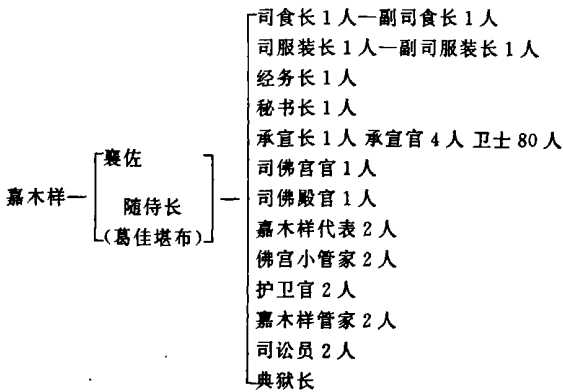 司食长1人—副司食长1人
司服装长1人—副司服装长1人
经务长1人
秘书长1人
承宣长1人 承宣官4人 卫士80人
嘉木样—
襄佐
随侍长
(葛佳堪布)
司佛宫官1人
司佛殿官1人
嘉木样代表2人
佛宫小管家2人
护卫官2人
嘉木样管家2人
司讼员2人
典狱长